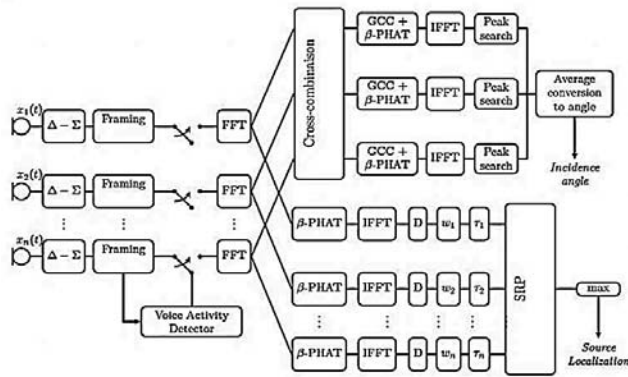 x₁(t)
Δ − Σ
Framing
FFT
x₂(t)
Δ − Σ
Framing
FFT
⋮
⋮
⋮
xₙ(t)
Δ − Σ
Framing
FFT
Voice Activity
Detector
Cross-combinaison
GCC +
β-PHAT
IFFT
Peak
search
GCC +
β-PHAT
IFFT
Peak
search
GCC +
β-PHAT
IFFT
Peak
search
Average
conversion
to angle
Incidence
angle
β-PHAT
IFFT
D
w₁
τ₁
β-PHAT
IFFT
D
w₂
τ₂
⋮
⋮
⋮
⋮
⋮
β-PHAT
IFFT
D
wₙ
τₙ
SRP
max
Source
Localization